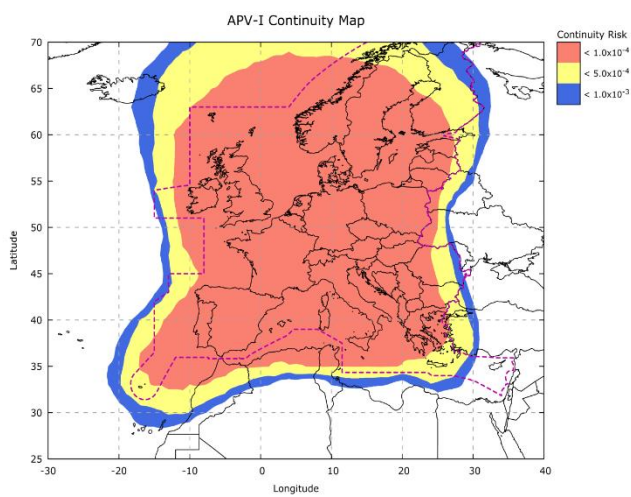 APV-I Continuity Map
Continuity Risk
< 1.0x10⁻⁴
< 5.0x10⁻⁴
< 1.0x10⁻³
70
65
60
55
50
45
40
35
30
25
Latitude
-30
-20
-10
0
10
20
30
40
Longitude